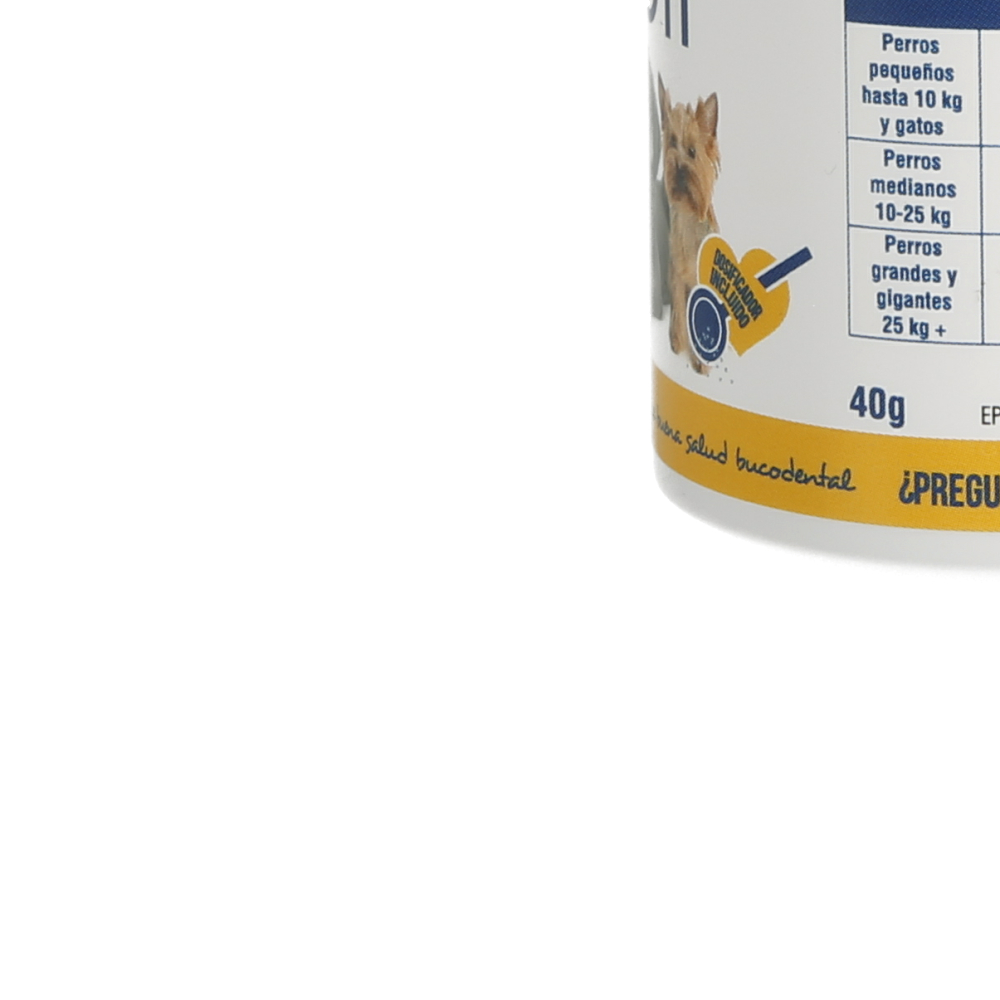 Perros
pequeños
hasta 10 kg
y gatos
Perros
medianos
10-25 kg
Perros
grandes y
gigantes
25 kg +
DOSIFICADOR
INCLUIDO
40g
buena salud bucodental